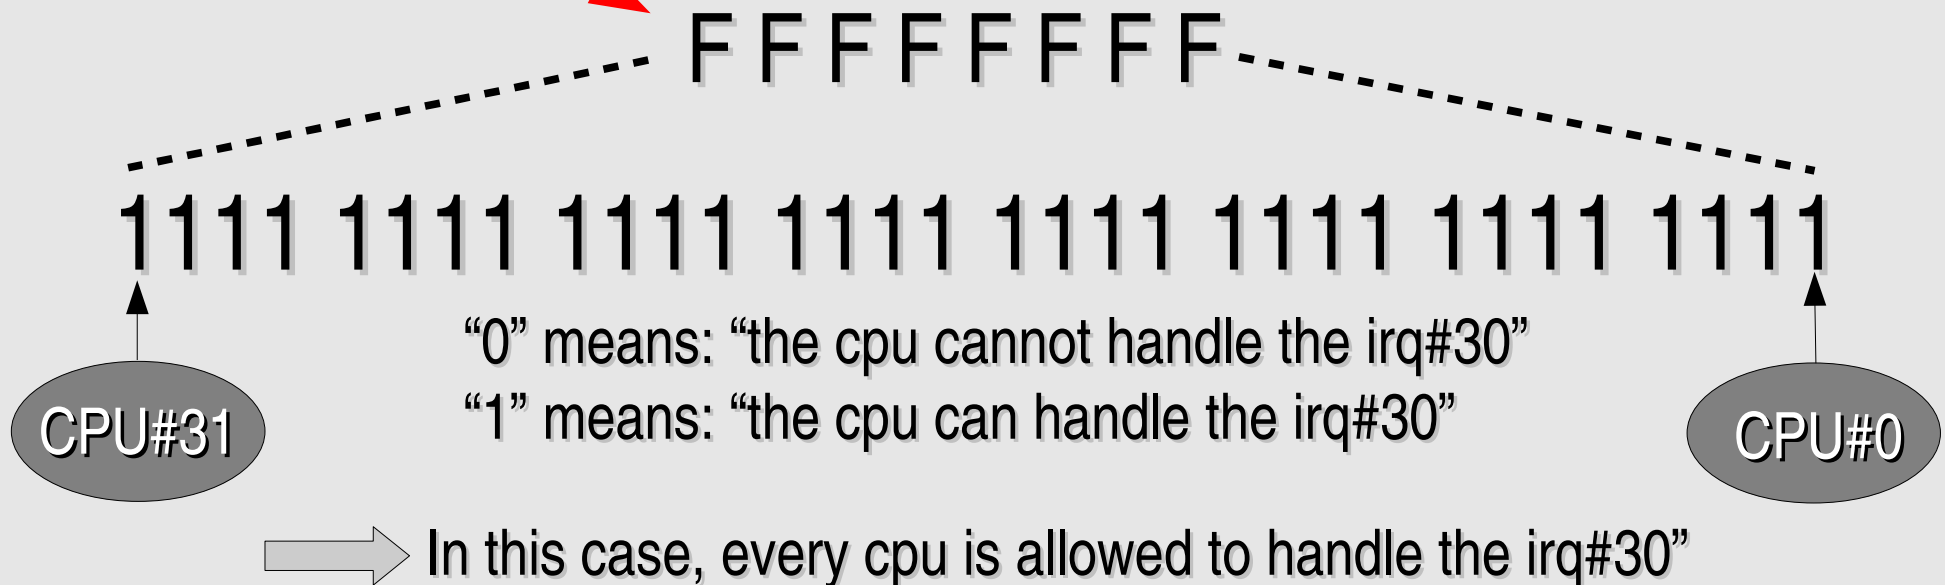 F F F F F F F F
1111 1111 1111 1111 1111 1111 1111 1111
“0” means: “the cpu cannot handle the irq#30”
“1” means: “the cpu can handle the irq#30”
CPU#31
CPU#0
In this case, every cpu is allowed to handle the irq#30”